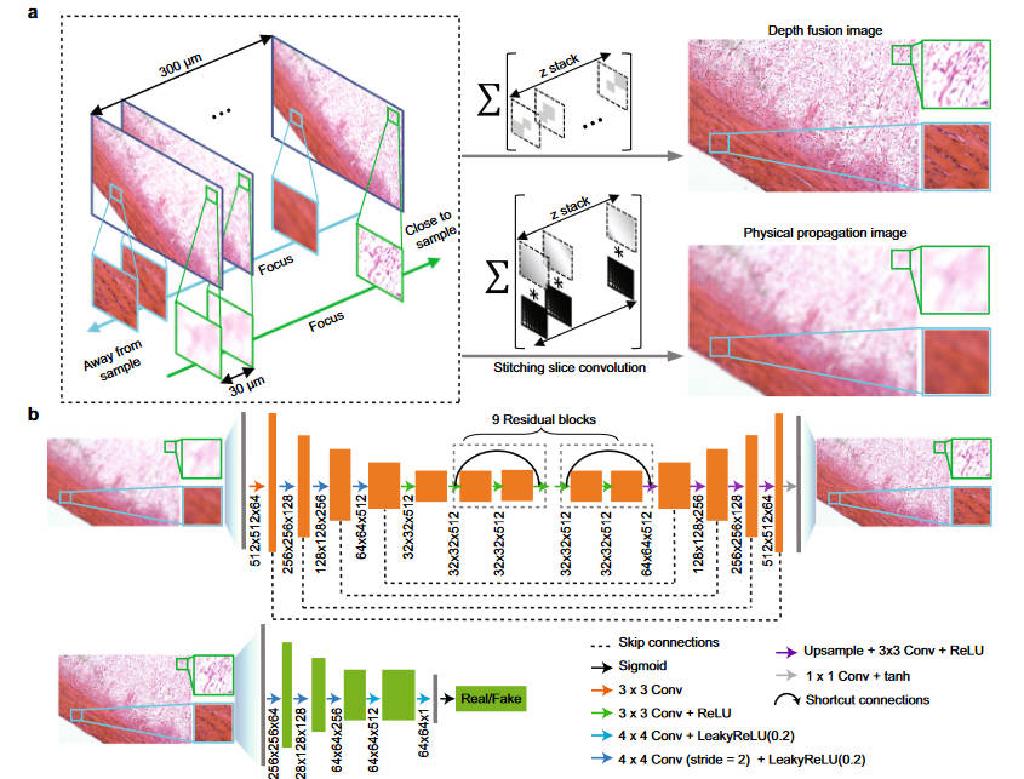 a
300 µm
...
Focus
Close to
sample
Focus
Away from
sample
30 µm
Σ
z stack
...
Depth fusion image
Σ
z stack
*
*
*
Stitching slice convolution
Physical propagation image
b
9 Residual blocks
512x512x64
256x256x128
128x128x256
64x64x512
32x32x512
32x32x512
32x32x512
32x32x512
32x32x512
64x64x512
128x128x256
256x256x128
512x512x64
256x256x64
28x128x128
64x64x256
64x64x512
64x64x1
Real/Fake
Skip connections
Sigmoid
3 x 3 Conv
3 x 3 Conv + ReLU
4 x 4 Conv + LeakyReLU(0.2)
4 x 4 Conv (stride = 2) + LeakyReLU(0.2)
Upsample + 3x3 Conv + ReLU
1 x 1 Conv + tanh
Shortcut connections